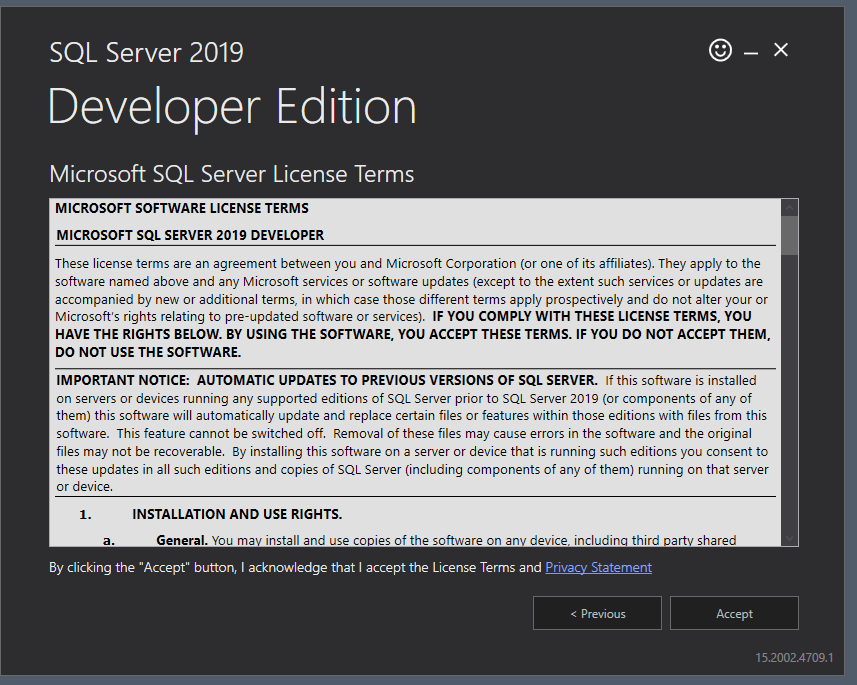 SQL Server 2019
Developer Edition
Microsoft SQL Server License Terms
MICROSOFT SOFTWARE LICENSE TERMS
MICROSOFT SQL SERVER 2019 DEVELOPER
These license terms are an agreement between you and Microsoft Corporation (or one of its affiliates). They apply to the
software named above and any Microsoft services or software updates (except to the extent such services or updates are
accompanied by new or additional terms, in which case those different terms apply prospectively and do not alter your or
Microsoft's rights relating to pre-updated software or services). IF YOU COMPLY WITH THESE LICENSE TERMS, YOU
HAVE THE RIGHTS BELOW. BY USING THE SOFTWARE, YOU ACCEPT THESE TERMS. IF YOU DO NOT ACCEPT THEM,
DO NOT USE THE SOFTWARE.
IMPORTANT NOTICE: AUTOMATIC UPDATES TO PREVIOUS VERSIONS OF SQL SERVER. If this software is installed
on servers or devices running any supported editions of SQL Server prior to SQL Server 2019 (or components of any of
them) this software will automatically update and replace certain files or features within those editions with files from this
software. This feature cannot be switched off. Removal of these files may cause errors in the software and the original
files may not be recoverable. By installing this software on a server or device that is running such editions you consent to
these updates in all such editions and copies of SQL Server (including components of any of them) running on that server
or device.
1. INSTALLATION AND USE RIGHTS.
a. General. You may install and use copies of the software on any device, including third party shared
By clicking the "Accept" button, I acknowledge that I accept the License Terms and Privacy Statement
< Previous
Accept
15.2002.4709.1